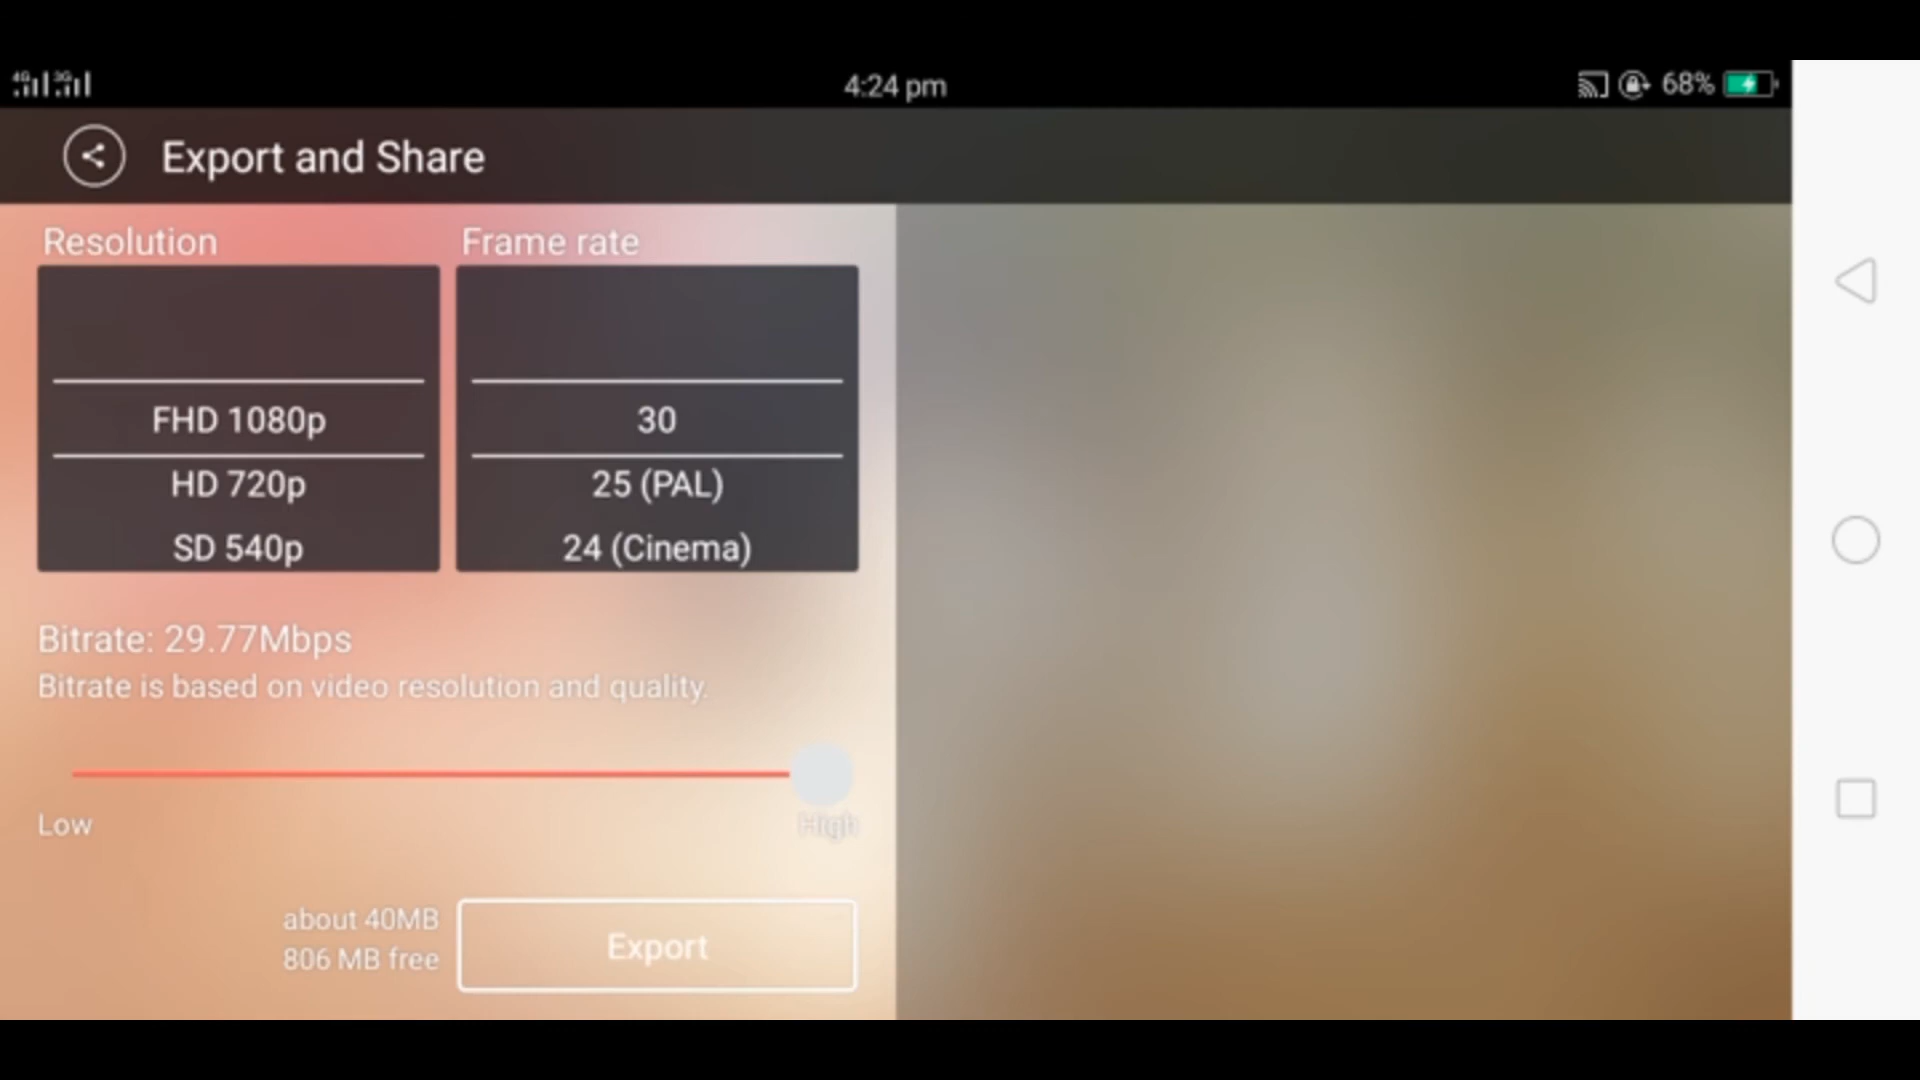 4G 3G 4:24 pm 68%
Export and Share
Resolution Frame rate
FHD 1080p 30
HD 720p 25 (PAL)
SD 540p 24 (Cinema)
Bitrate: 29.77Mbps
Bitrate is based on video resolution and quality.
Low High
about 40MB
806 MB free
Export